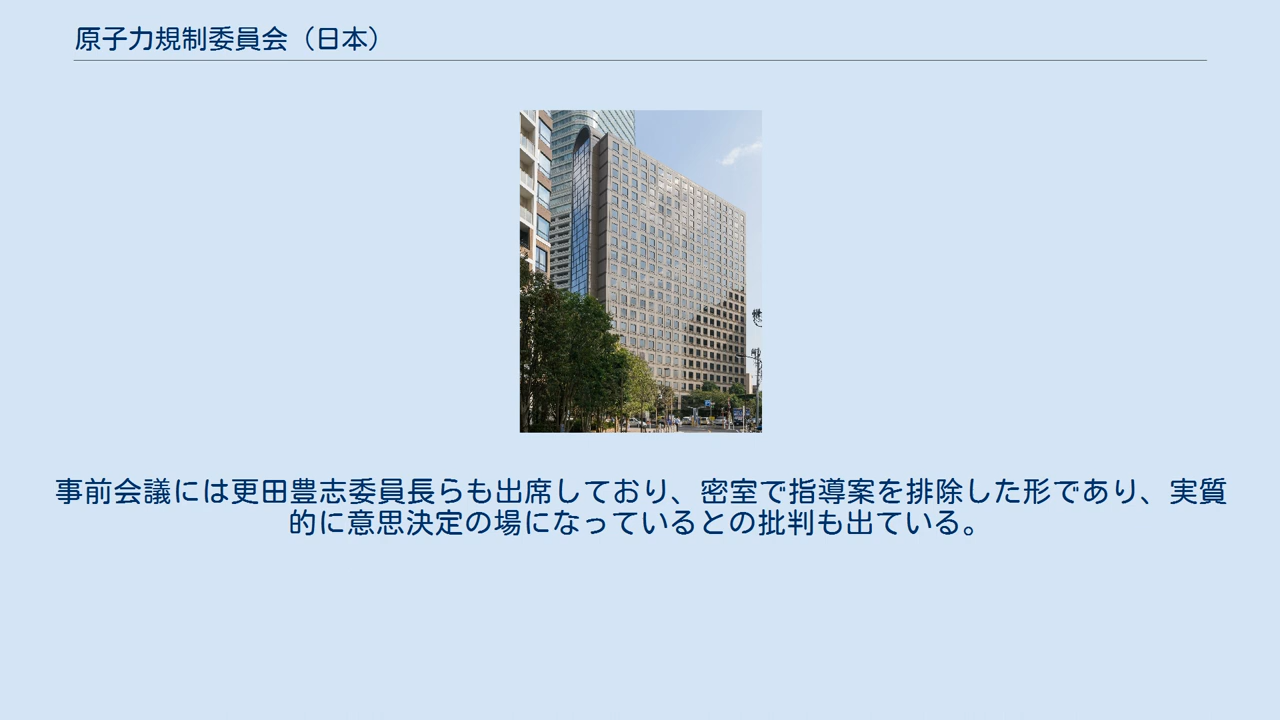 原子力規制委員会（日本）
事前会議には更田豊志委員長らも出席しており、密室で指導案を排除した形であり、実質
的に意思決定の場になっているとの批判も出ている。